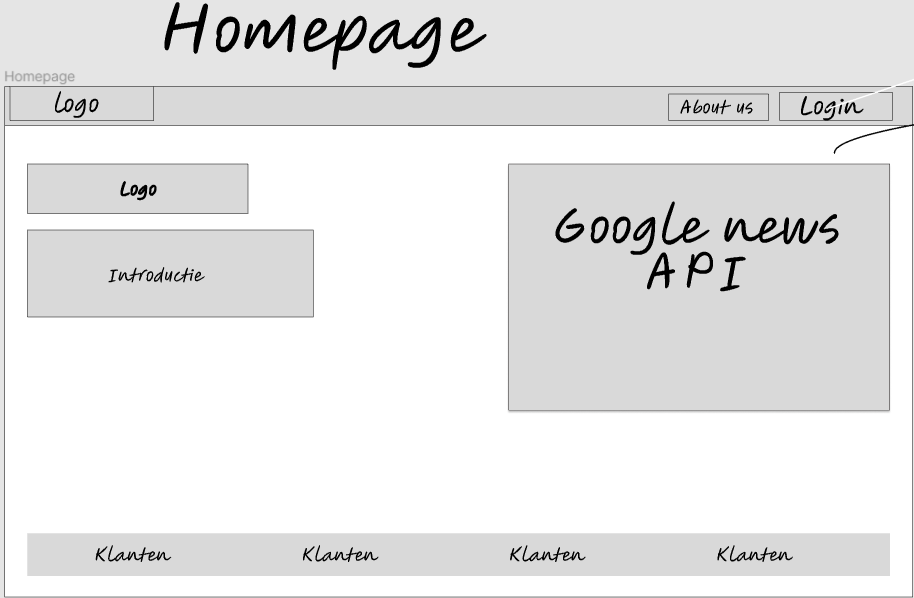 Homepage
Homepage
logo
About us
Login
Logo
Introductie
Google news
API
Klanten Klanten Klanten Klanten